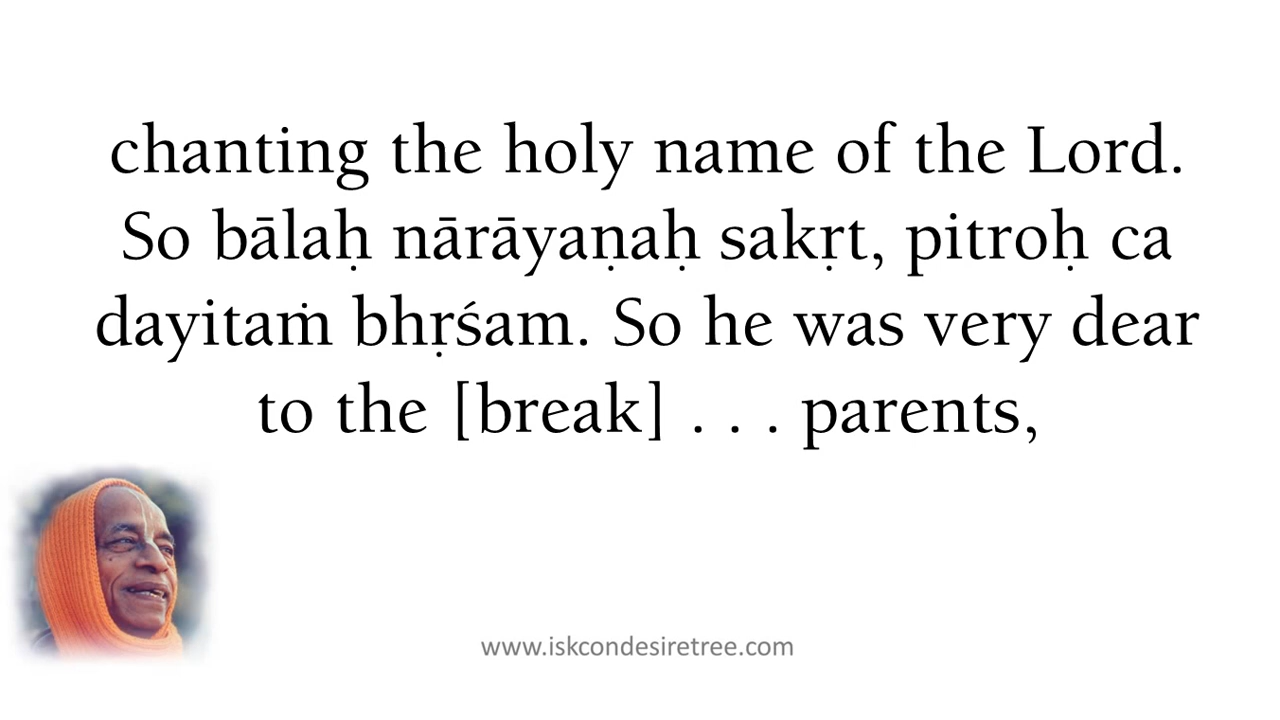 chanting the holy name of the Lord.
So bālaḥ nārāyaṇaḥ sakṛt, pitroḥ ca
dayitaṁ bhṛśam. So he was very dear
to the [break] . . . parents,
www.iskcondesiretree.com